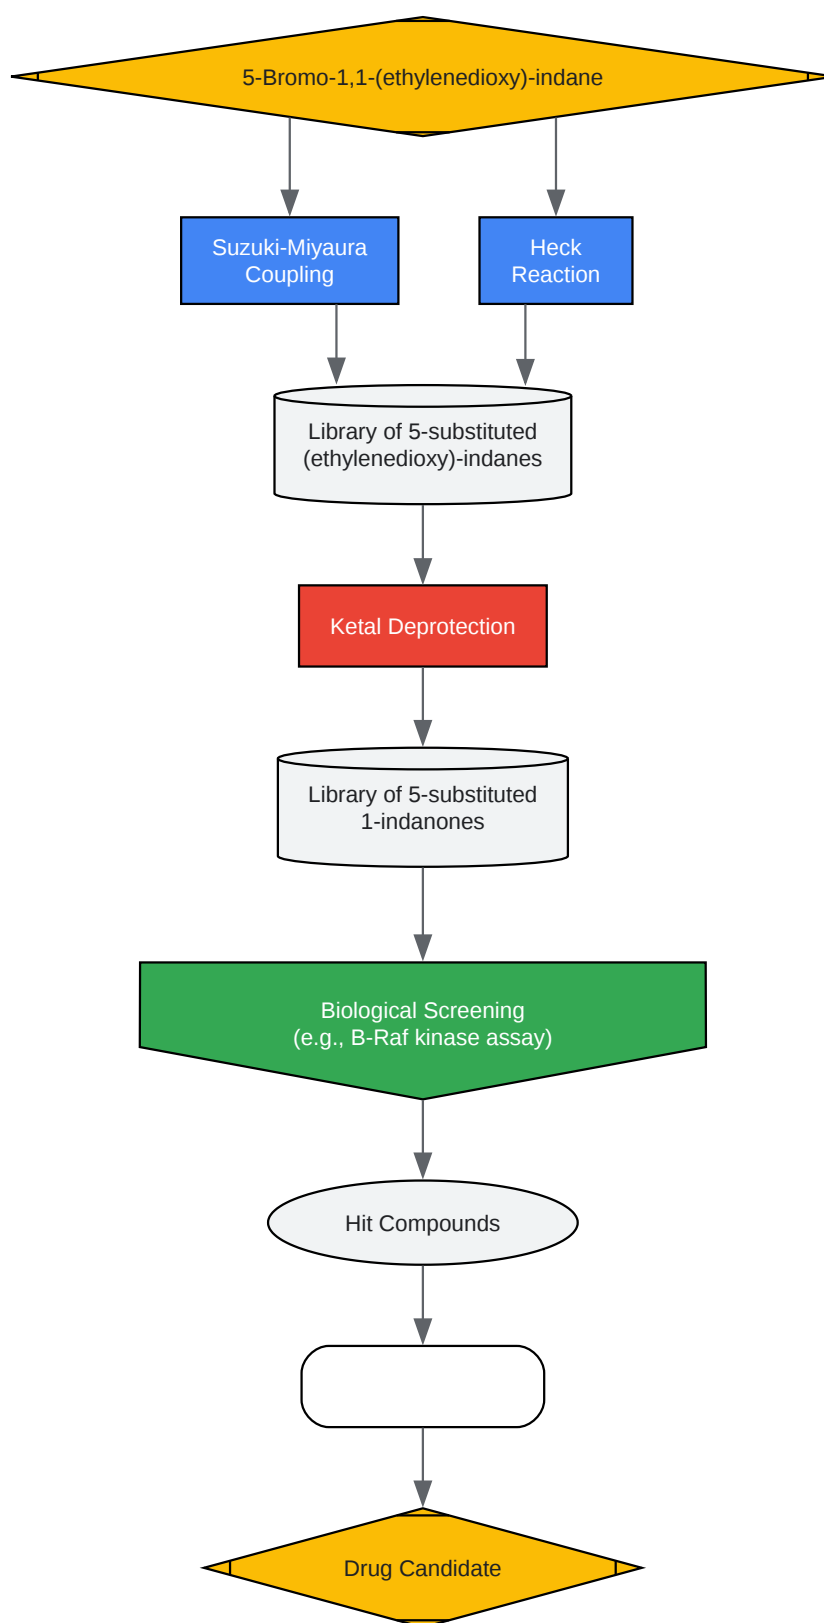 5-Bromo-1,1-(ethylenedioxy)-indane
Suzuki-Miyaura
Coupling
Heck
Reaction
Library of 5-substituted
(ethylenedioxy)-indanes
Ketal Deprotection
Library of 5-substituted
1-indanones
Biological Screening
(e.g., B-Raf kinase assay)
Hit Compounds
Drug Candidate